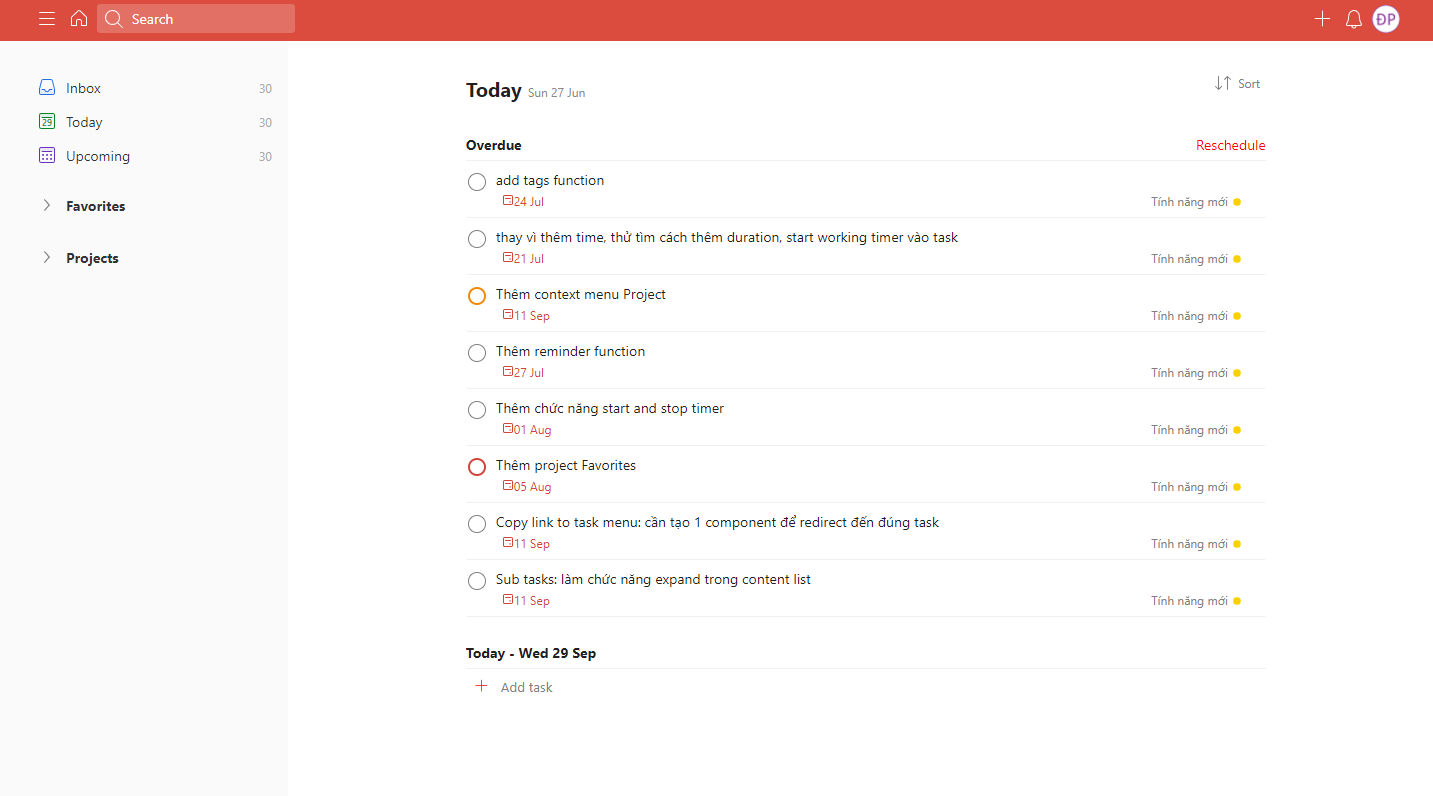 Search
ĐP
Inbox 30
29 Today 30
Upcoming 30
Favorites
Projects
Today Sun 27 Jun
Sort
Overdue Reschedule
add tags function
24 Jul Tính năng mới
thay vì thêm time, thử tìm cách thêm duration, start working timer vào task
21 Jul Tính năng mới
Thêm context menu Project
11 Sep Tính năng mới
Thêm reminder function
27 Jul Tính năng mới
Thêm chức năng start and stop timer
01 Aug Tính năng mới
Thêm project Favorites
05 Aug Tính năng mới
Copy link to task menu: cần tạo 1 component để redirect đến đúng task
11 Sep Tính năng mới
Sub tasks: làm chức năng expand trong content list
11 Sep Tính năng mới
Today - Wed 29 Sep
Add task